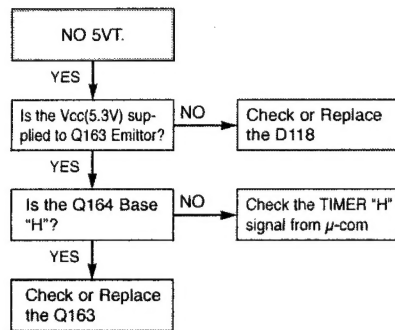 NO 5VT.
YES
Is the Vcc(5.3V) sup-
plied to Q163 Emittor?
NO
Check or Replace
the D118
YES
Is the Q164 Base
"H"?
NO
Check the TIMER "H"
signal from μ-com
YES
Check or Replace
the Q163